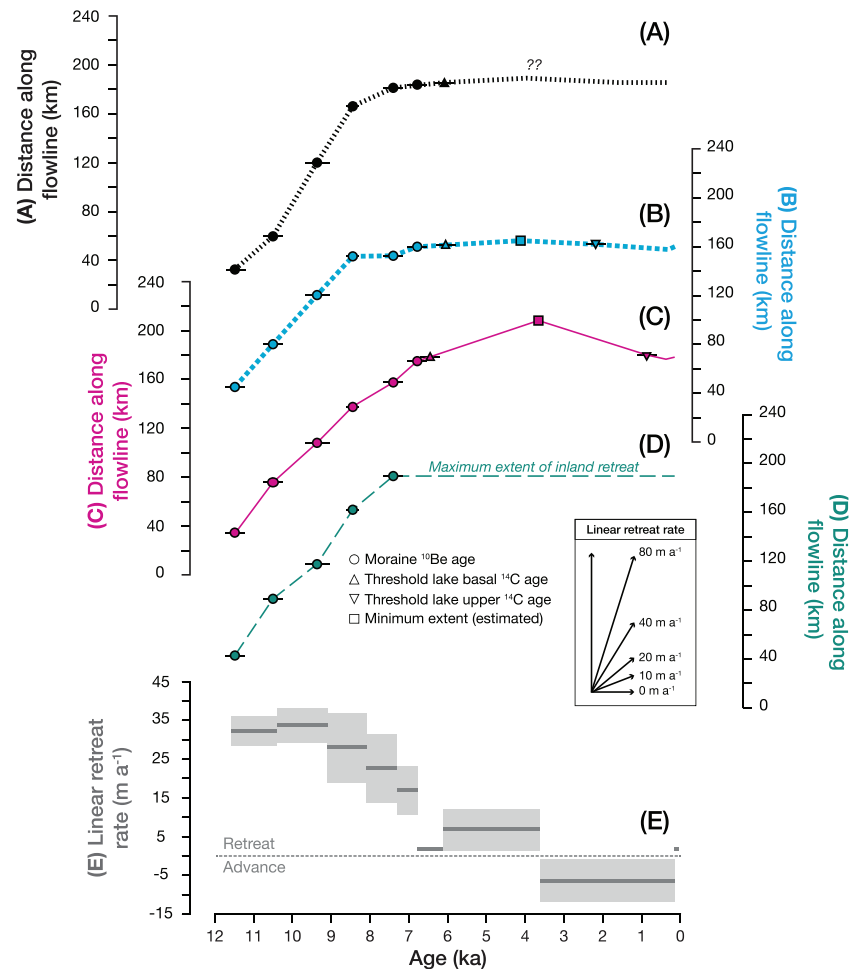 240
200
160
120
80
40
0
(A) Distance along
flowline (km)
(A)
??
240
200
160
120
80
40
0
(B) Distance along
flowline (km)
(B)
240
200
160
120
80
40
0
(C) Distance along
flowline (km)
(C)
240
200
160
120
80
40
0
(D) Distance along
flowline (km)
(D)
Maximum extent of inland retreat
Moraine ¹⁰Be age
Threshold lake basal ¹⁴C age
Threshold lake upper ¹⁴C age
Minimum extent (estimated)
Linear retreat rate
80 m a⁻¹
40 m a⁻¹
20 m a⁻¹
10 m a⁻¹
0 m a⁻¹
45
35
25
15
5
-5
-15
(E) Linear retreat
rate (m a⁻¹)
(E)
Retreat
Advance
12 11 10 9 8 7 6 5 4 3 2 1 0
Age (ka)